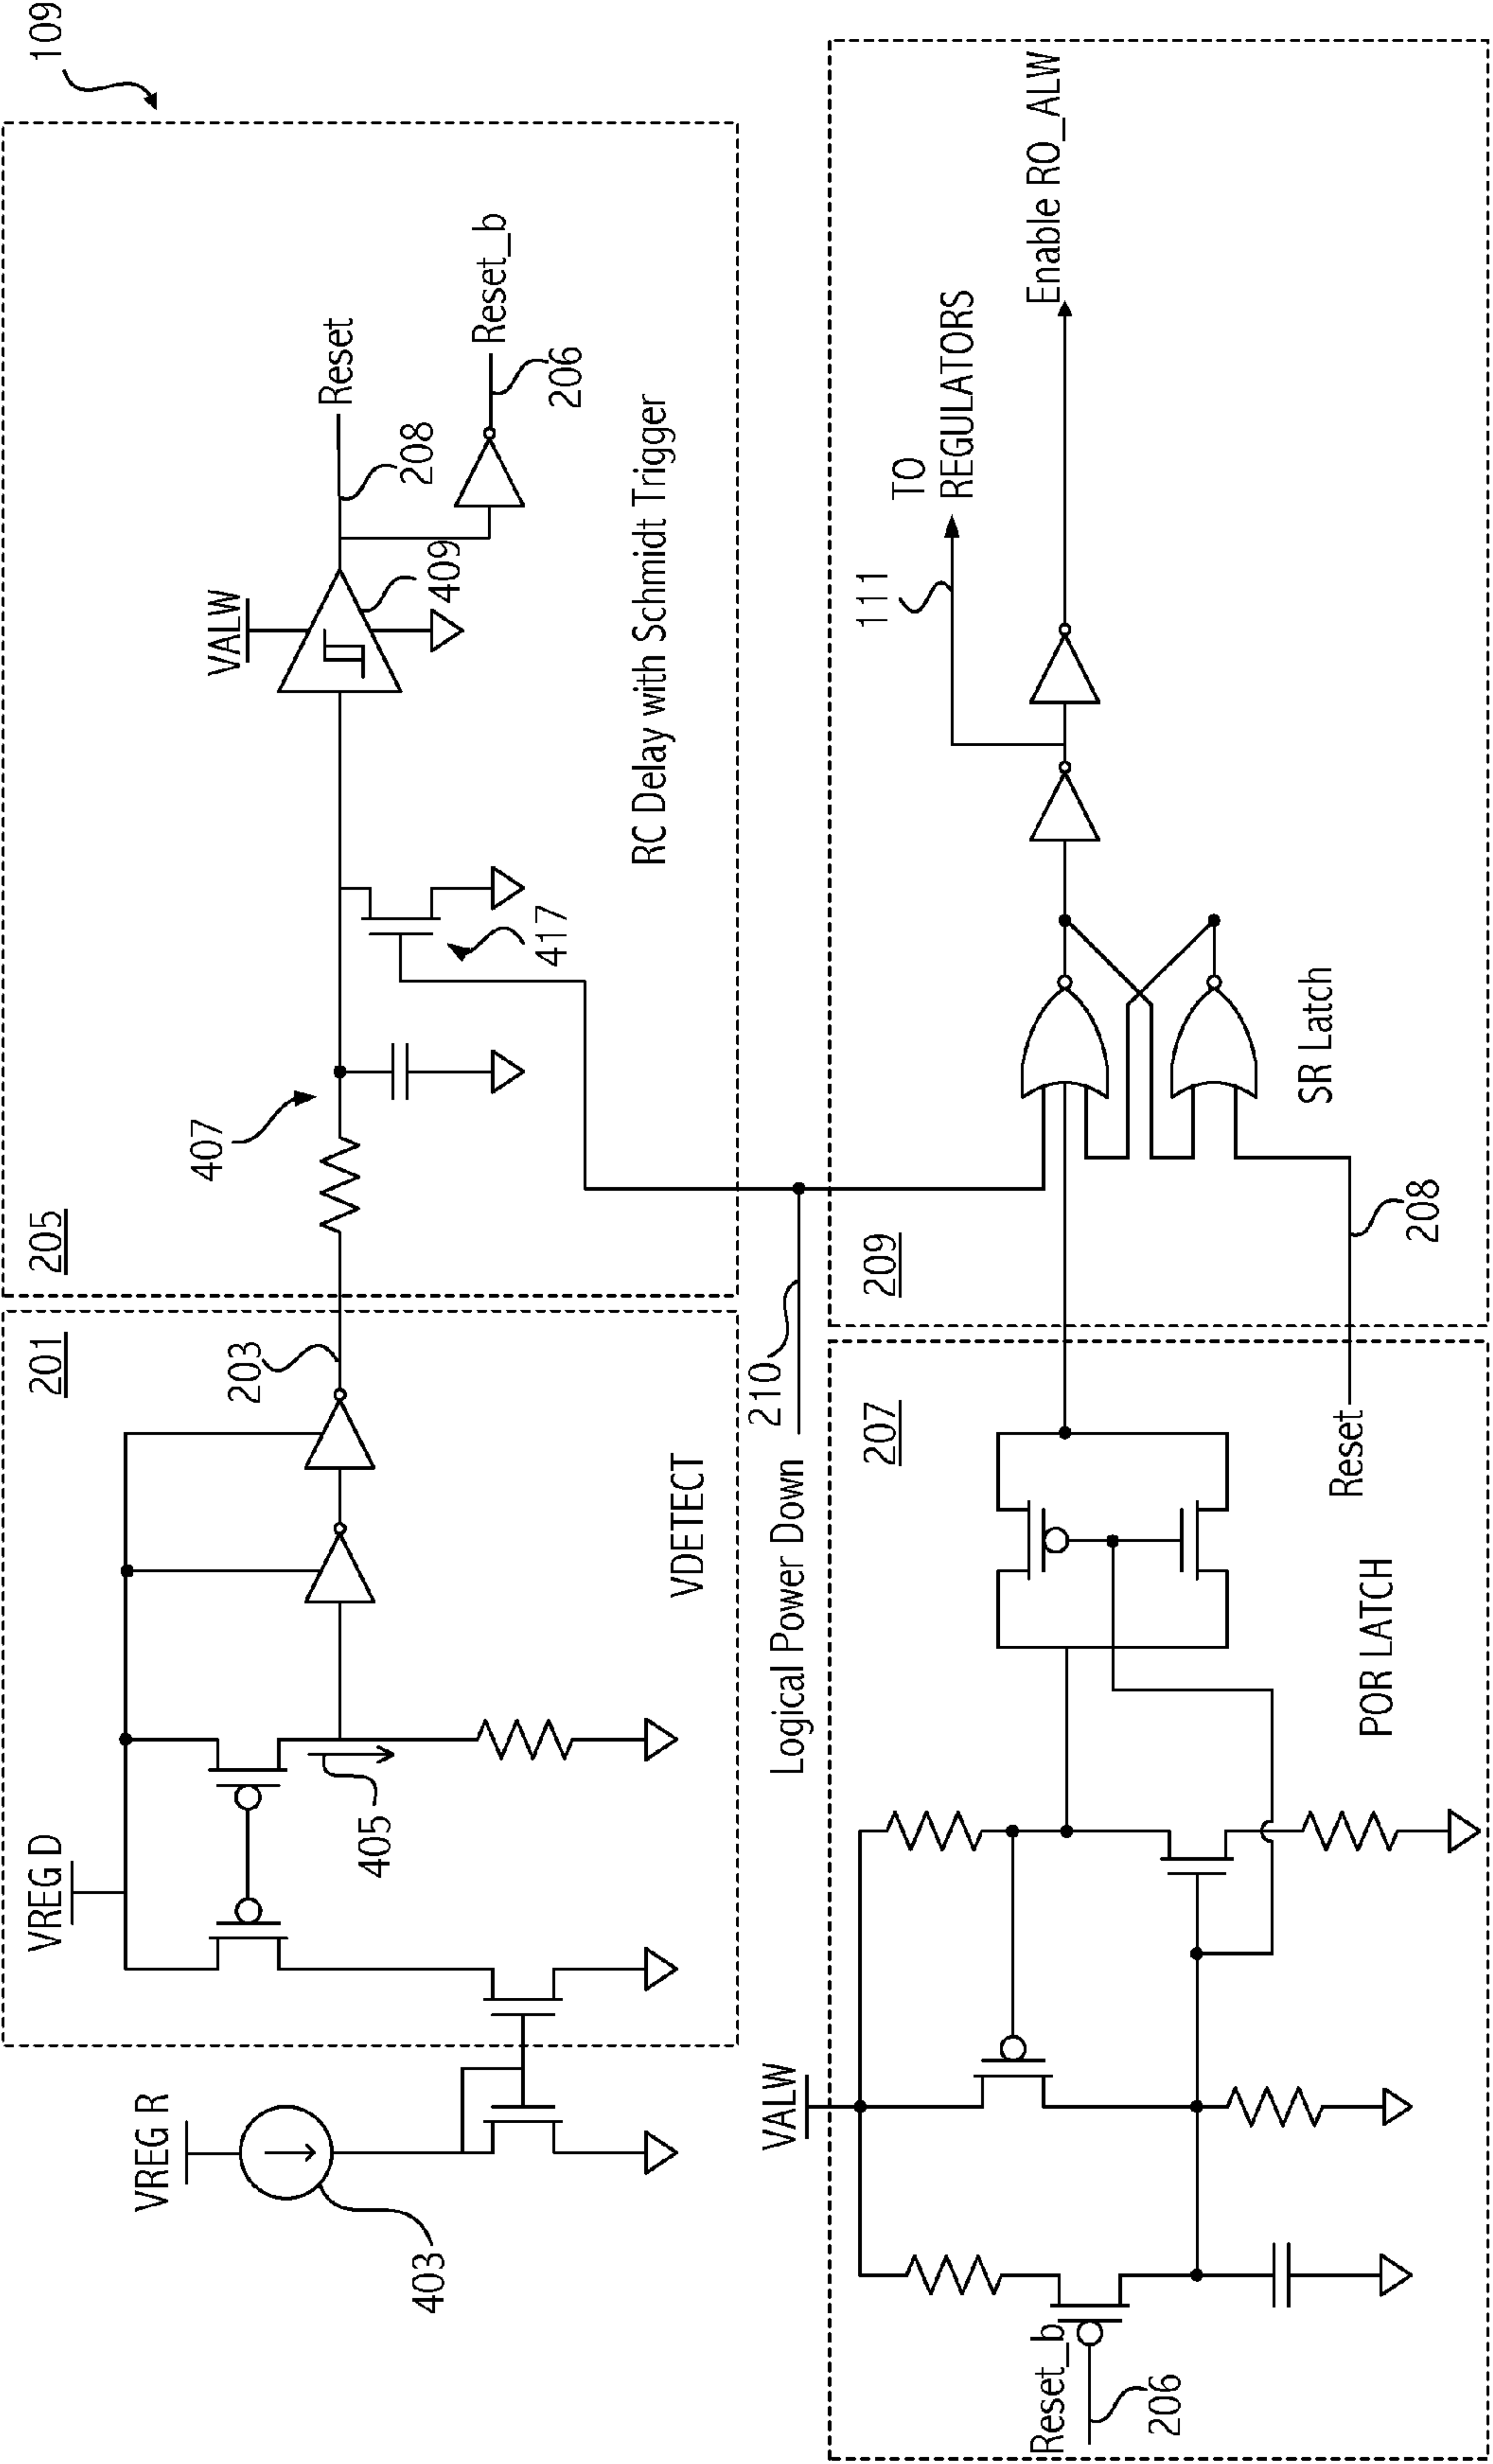 109
205
407
417
RC Delay with Schmidt Trigger
VALW
409
Reset
208
Reset_b
206
201
VREG R
403
VREG D
405
203
VDETECT
Logical Power Down
210
209
111
TO
REGULATORS
Enable RO_ALW
SR Latch
208
Reset
207
VALW
Reset_b
206
POR LATCH